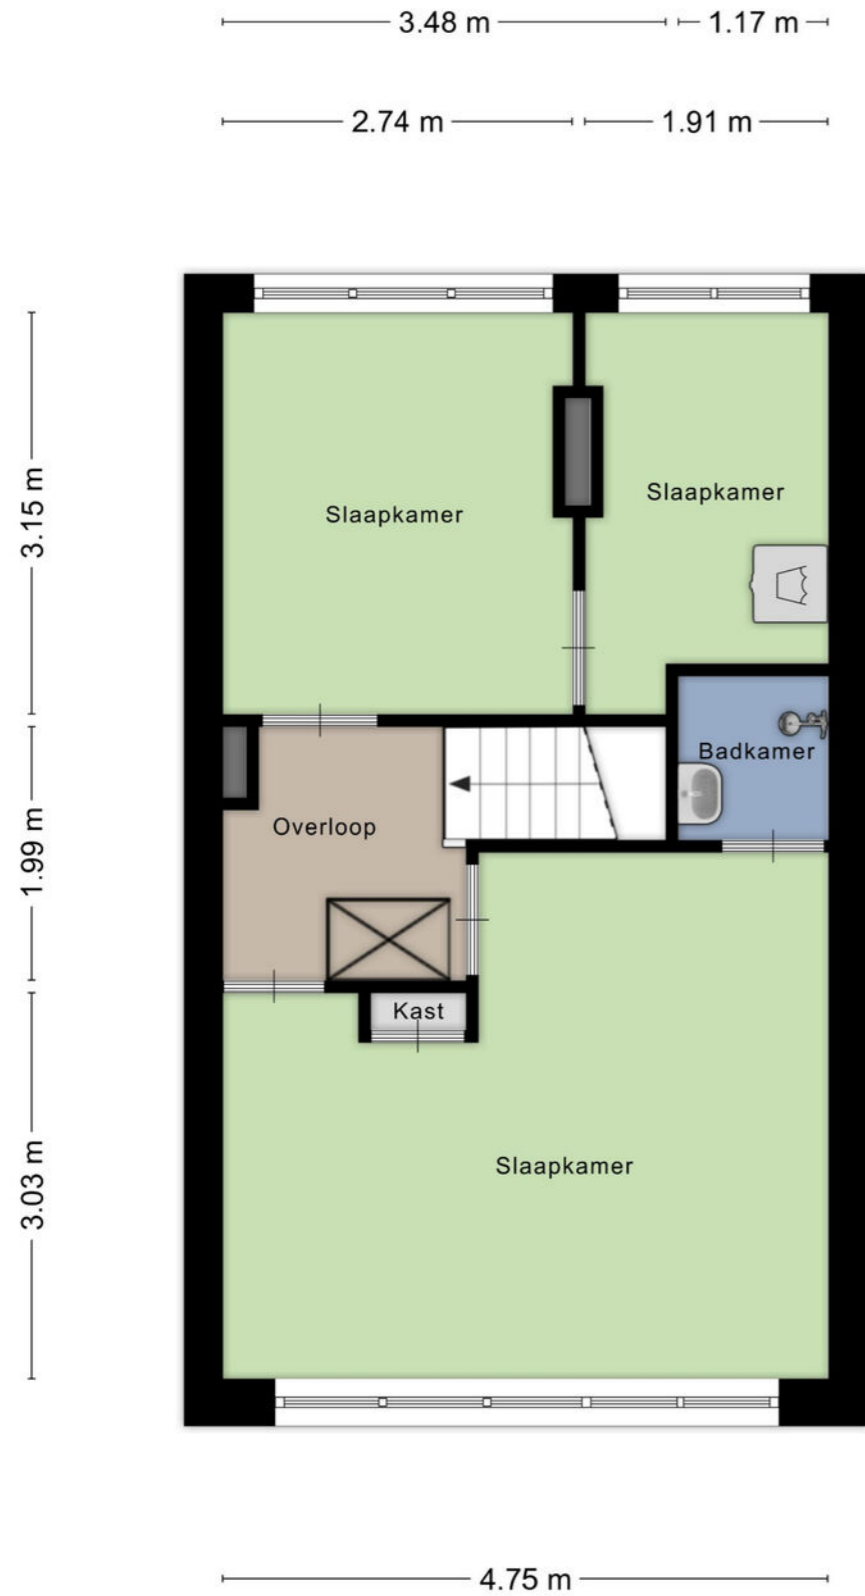 3.48 m
1.17 m
2.74 m
1.91 m
3.15 m
Slaapkamer
Slaapkamer
Badkamer
Overloop
1.99 m
Kast
3.03 m
Slaapkamer
4.75 m